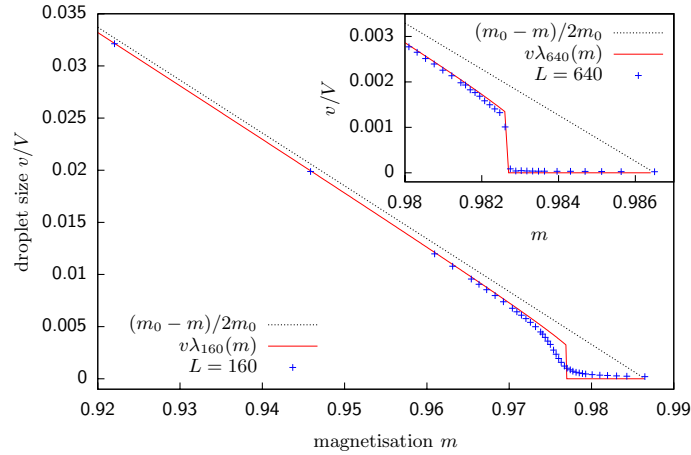 0.035
0.03
0.025
0.02
0.015
0.01
0.005
0
0.92
0.93
0.94
0.95
0.96
0.97
0.98
0.99
droplet size v/V
magnetisation m
(m₀ − m)/2m₀
vλ₁₆₀(m)
L = 160
0.003
0.002
0.001
0
0.98
0.982
0.984
0.986
v/V
m
(m₀ − m)/2m₀
vλ₆₄₀(m)
L = 640